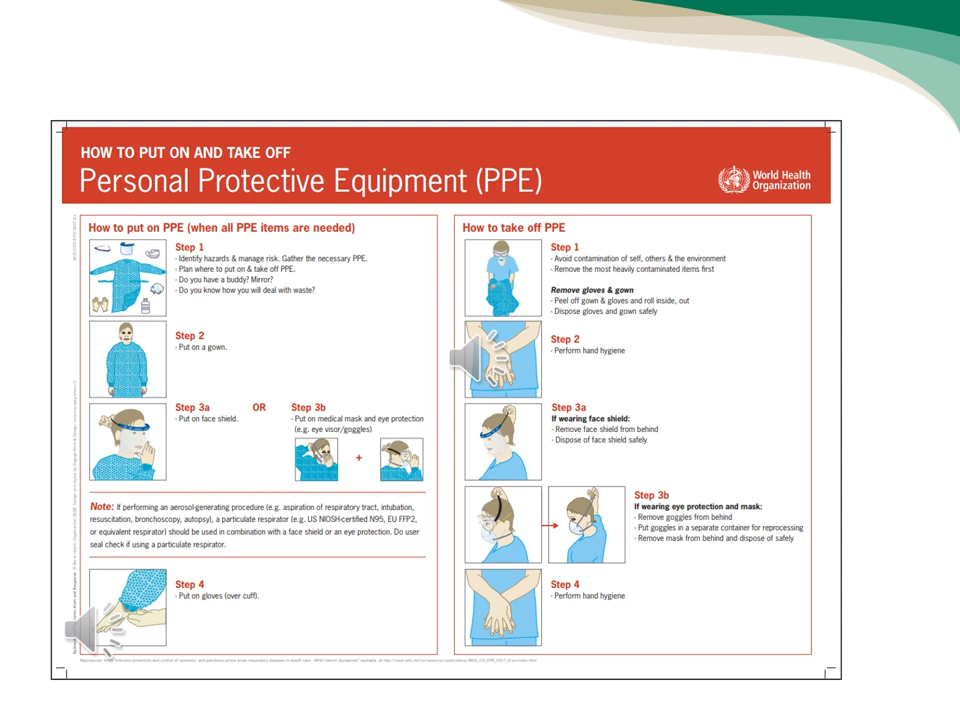 HOW TO PUT ON AND TAKE OFF
Personal Protective Equipment (PPE)
World Health
Organization
How to put on PPE (when all PPE items are needed)
Step 1
- Identify hazards & manage risk. Gather the necessary PPE.
- Plan where to put on & take off PPE.
- Do you have a buddy? Mirror?
- Do you know how you will deal with waste?
Step 2
- Put on a gown.
Step 3a
- Put on face shield.
OR
Step 3b
- Put on medical mask and eye protection
(e.g. eye visor/goggles)
+
Note: If performing an aerosol-generating procedure (e.g. aspiration of respiratory tract, intubation,
resuscitation, bronchoscopy, autopsy), a particulate respirator (e.g. US NIOSH-certified N95, EU FFP2,
or equivalent respirator) should be used in combination with a face shield or an eye protection. Do user
seal check if using a particulate respirator.
Step 4
- Put on gloves (over cuff).
How to take off PPE
Step 1
- Avoid contamination of self, others & the environment
- Remove the most heavily contaminated items first
Remove gloves & gown
- Peel off gown & gloves and roll inside, out
- Dispose gloves and gown safely
Step 2
- Perform hand hygiene
Step 3a
If wearing face shield:
- Remove face shield from behind
- Dispose of face shield safely
Step 3b
If wearing eye protection and mask:
- Remove goggles from behind
- Put goggles in a separate container for reprocessing
- Remove mask from behind and dispose of safely
Step 4
- Perform hand hygiene